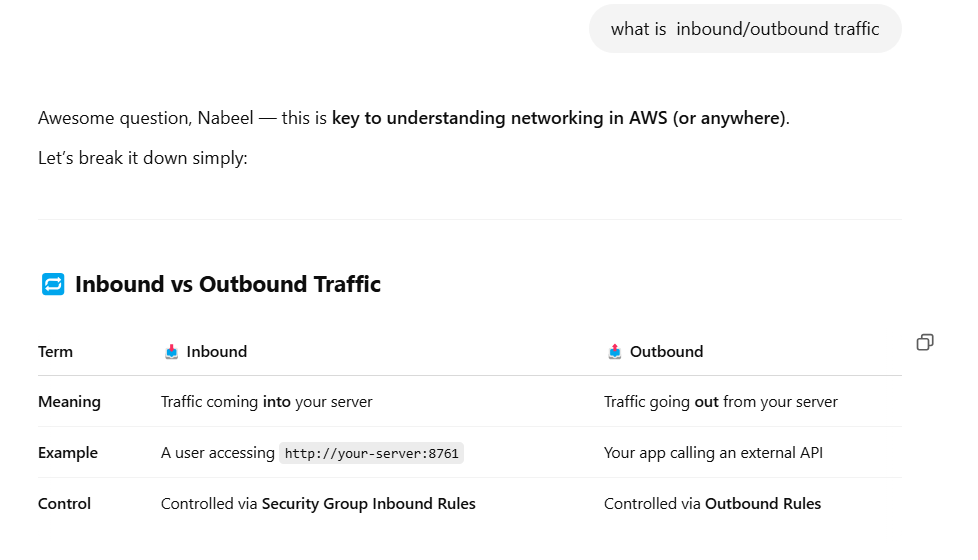 what is  inbound/outbound traffic
Awesome question, Nabeel — this is key to understanding networking in AWS (or anywhere).
Let’s break it down simply:
Inbound vs Outbound Traffic
Term Inbound Outbound
Meaning Traffic coming into your server Traffic going out from your server
Example A user accessing http://your-server:8761 Your app calling an external API
Control Controlled via Security Group Inbound Rules Controlled via Outbound Rules